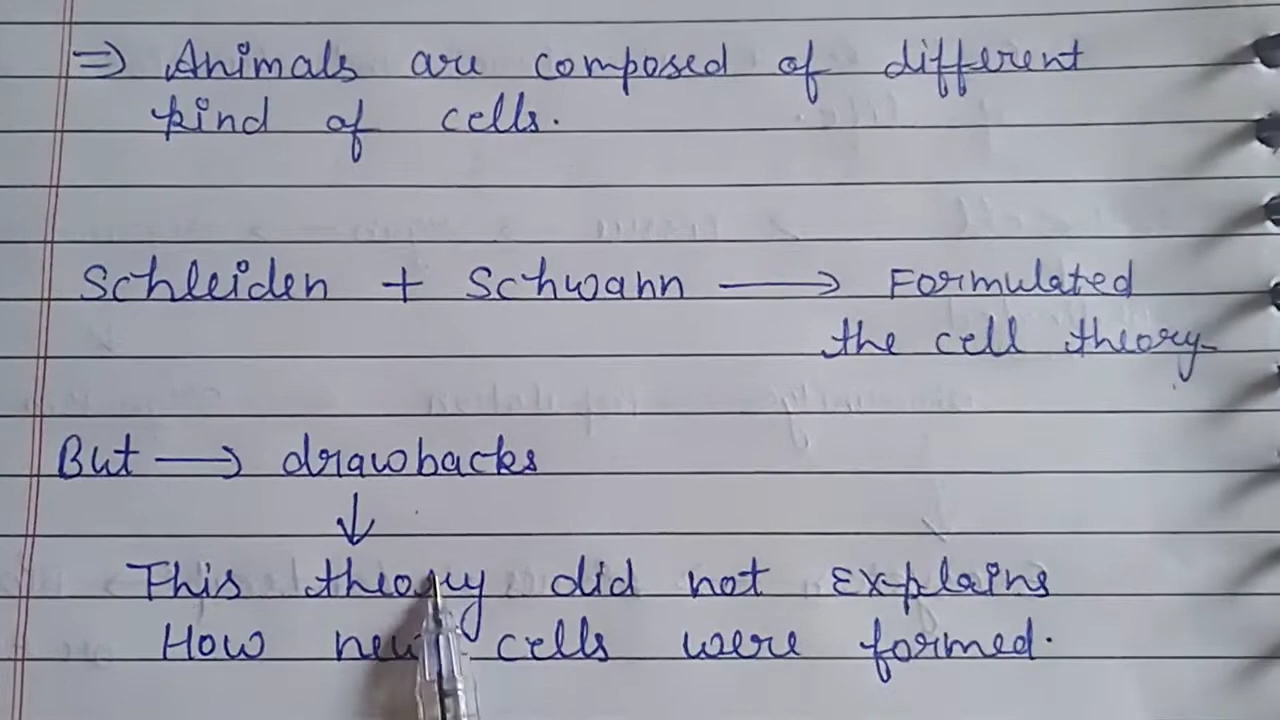 ⇒ Animals are composed of different
kind of cells.
Schleiden + Schwann ⟶ Formulated
the cell theory-
But ⟶ drawbacks
↓
This theory did not Explains
How new cells were formed.